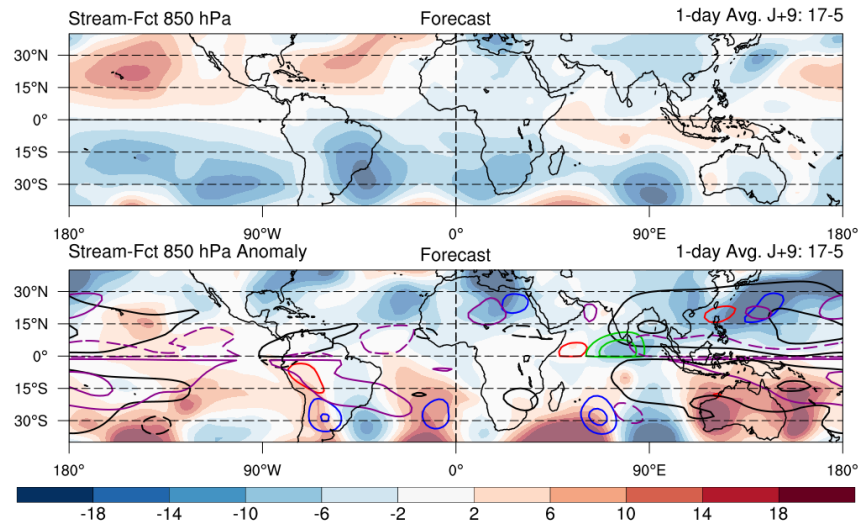 Stream-Fct 850 hPa Forecast 1-day Avg. J+9: 17-5
30°N
15°N
0°
15°S
30°S
180° 90°W 0° 90°E 180°
Stream-Fct 850 hPa Anomaly Forecast 1-day Avg. J+9: 17-5
30°N
15°N
0°
15°S
30°S
180° 90°W 0° 90°E 180°
-18 -14 -10 -6 -2 2 6 10 14 18